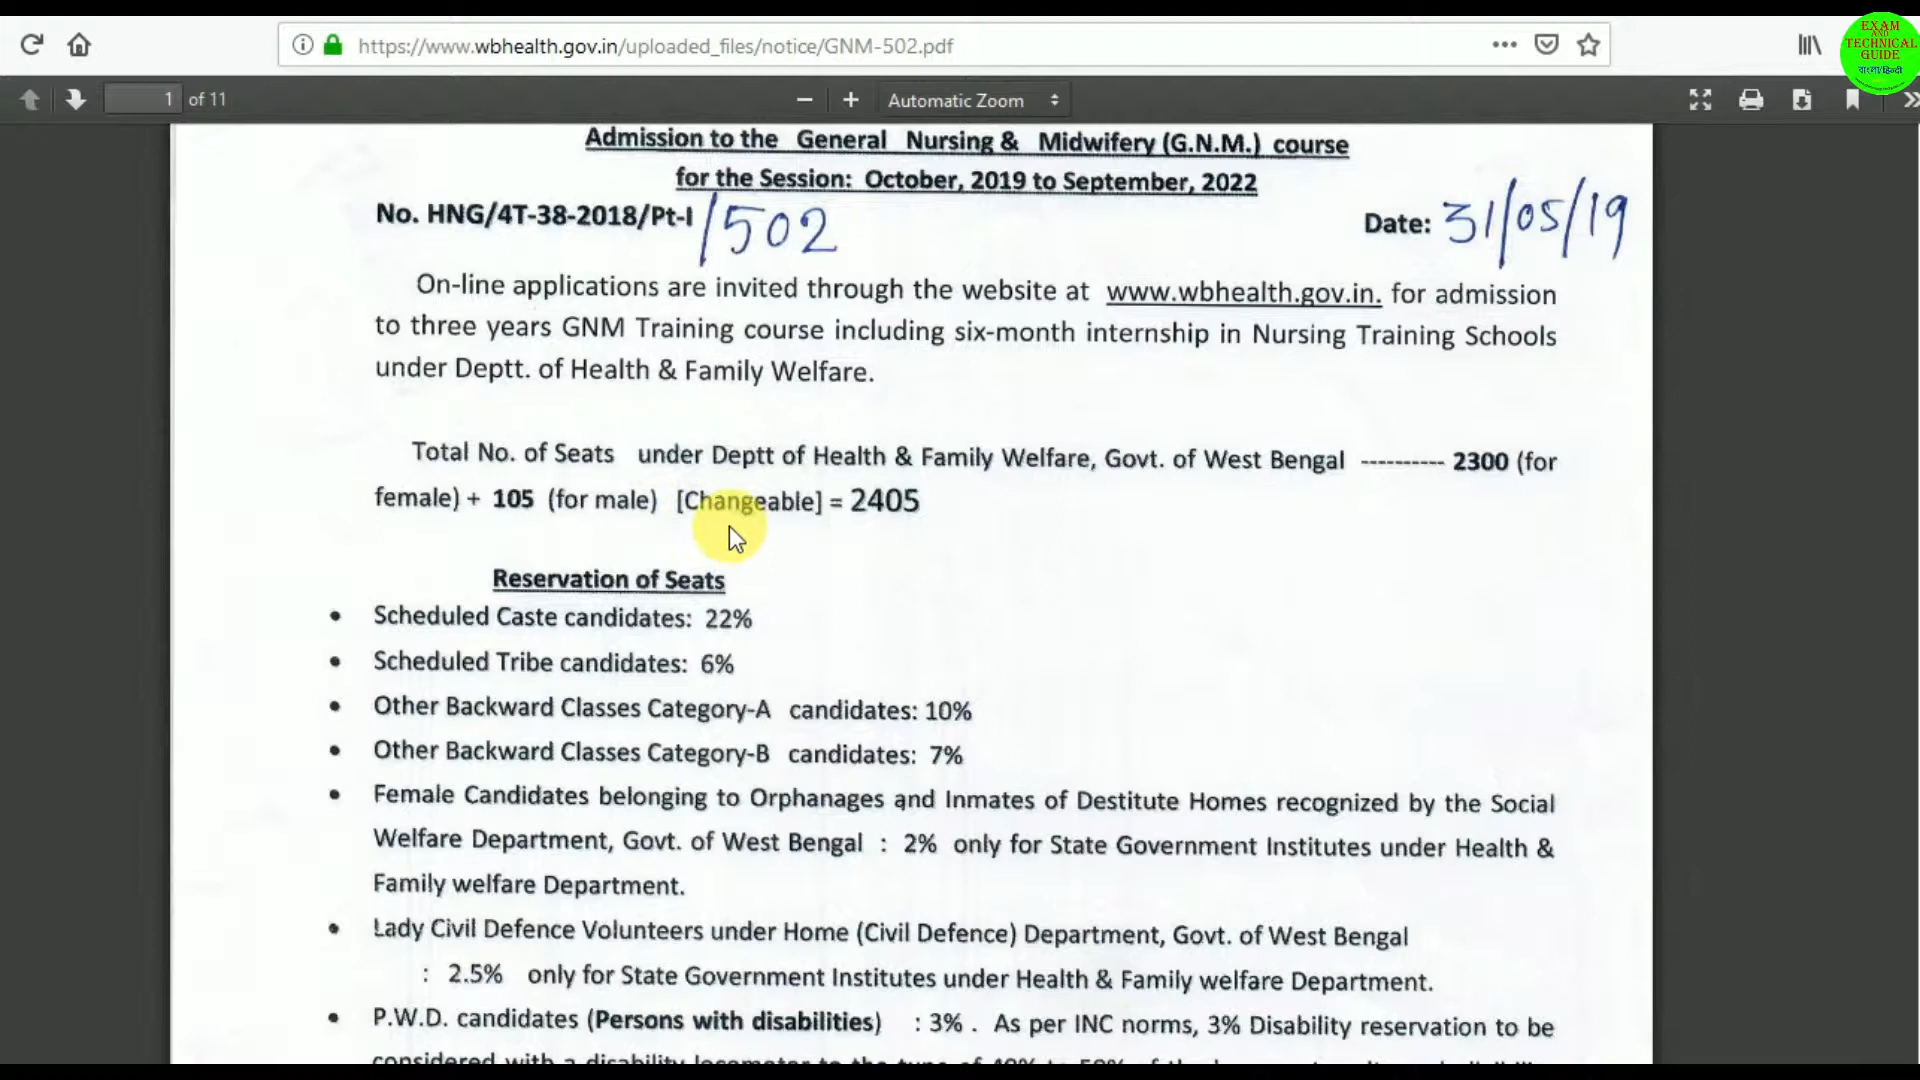 https://www.wbhealth.gov.in/uploaded_files/notice/GNM-502.pdf
EXAM
AND
TECHNICAL
GUIDE
বাংলা/हिन्दी
1 of 11
Automatic Zoom
Admission to the General Nursing & Midwifery (G.N.M.) course
for the Session: October, 2019 to September, 2022
No. HNG/4T-38-2018/Pt-I/502 Date: 31/05/19
On-line applications are invited through the website at www.wbhealth.gov.in. for admission
to three years GNM Training course including six-month internship in Nursing Training Schools
under Deptt. of Health & Family Welfare.
Total No. of Seats under Deptt of Health & Family Welfare, Govt. of West Bengal ---------- 2300 (for
female) + 105 (for male) [Changeable] = 2405
Reservation of Seats
• Scheduled Caste candidates: 22%
• Scheduled Tribe candidates: 6%
• Other Backward Classes Category-A candidates: 10%
• Other Backward Classes Category-B candidates: 7%
• Female Candidates belonging to Orphanages and Inmates of Destitute Homes recognized by the Social
Welfare Department, Govt. of West Bengal : 2% only for State Government Institutes under Health &
Family welfare Department.
• Lady Civil Defence Volunteers under Home (Civil Defence) Department, Govt. of West Bengal
: 2.5% only for State Government Institutes under Health & Family welfare Department.
• P.W.D. candidates (Persons with disabilities) : 3% . As per INC norms, 3% Disability reservation to be
considered with a disability locomotor to the